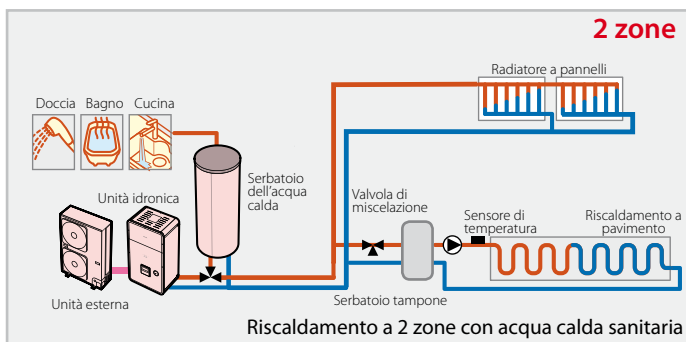 2 zone
Radiatore a pannelli
Doccia
Bagno
Cucina
Serbatoio
dell'acqua
calda
Unità idronica
Valvola di
miscelazione
Sensore di
temperatura
Riscaldamento a
pavimento
Unità esterna
Serbatoio tampone
Riscaldamento a 2 zone con acqua calda sanitaria